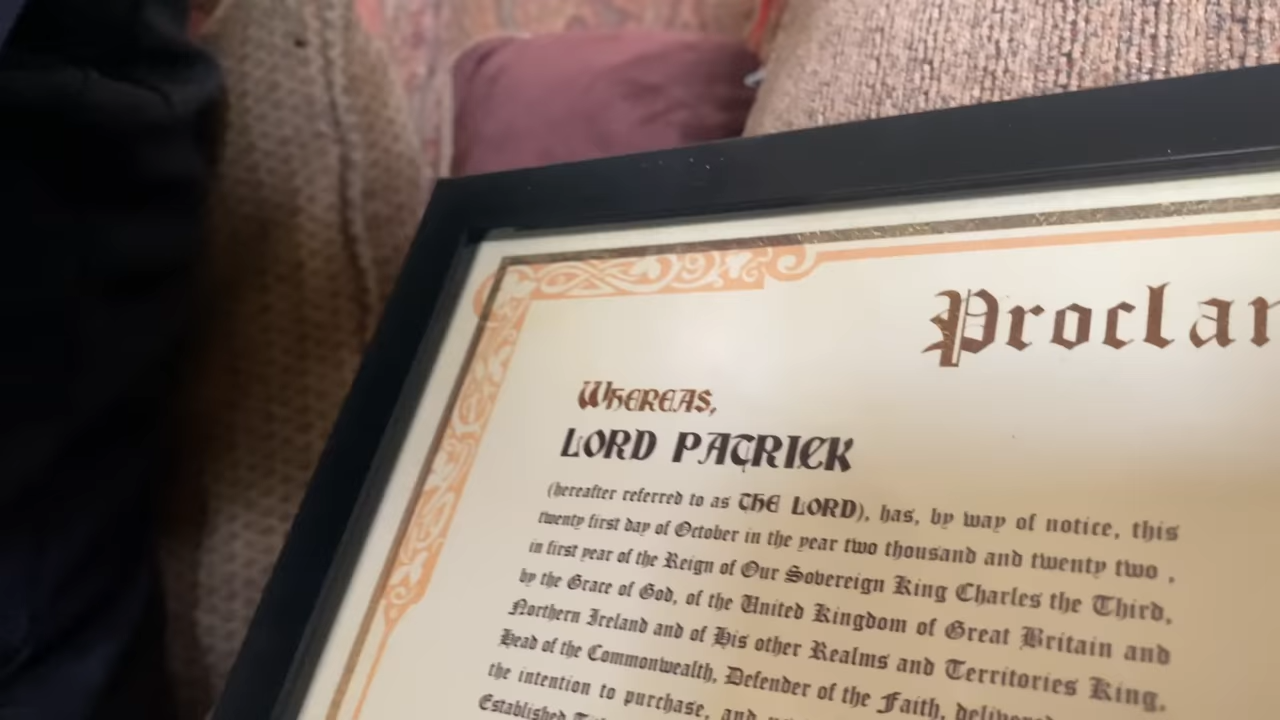 Proclam
WHEREAS,
LORD PATRICK
(hereafter referred to as THE LORD), has, by way of notice, this
twenty first day of October in the year two thousand and twenty two ,
in first year of the Reign of Our Sovereign King Charles the Third,
by the Grace of God, of the United Kingdom of Great Britain and
Northern Ireland and of His other Realms and Territories King,
Head of the Commonwealth, Defender of the Faith, delivered
the intention to purchase, and
Established